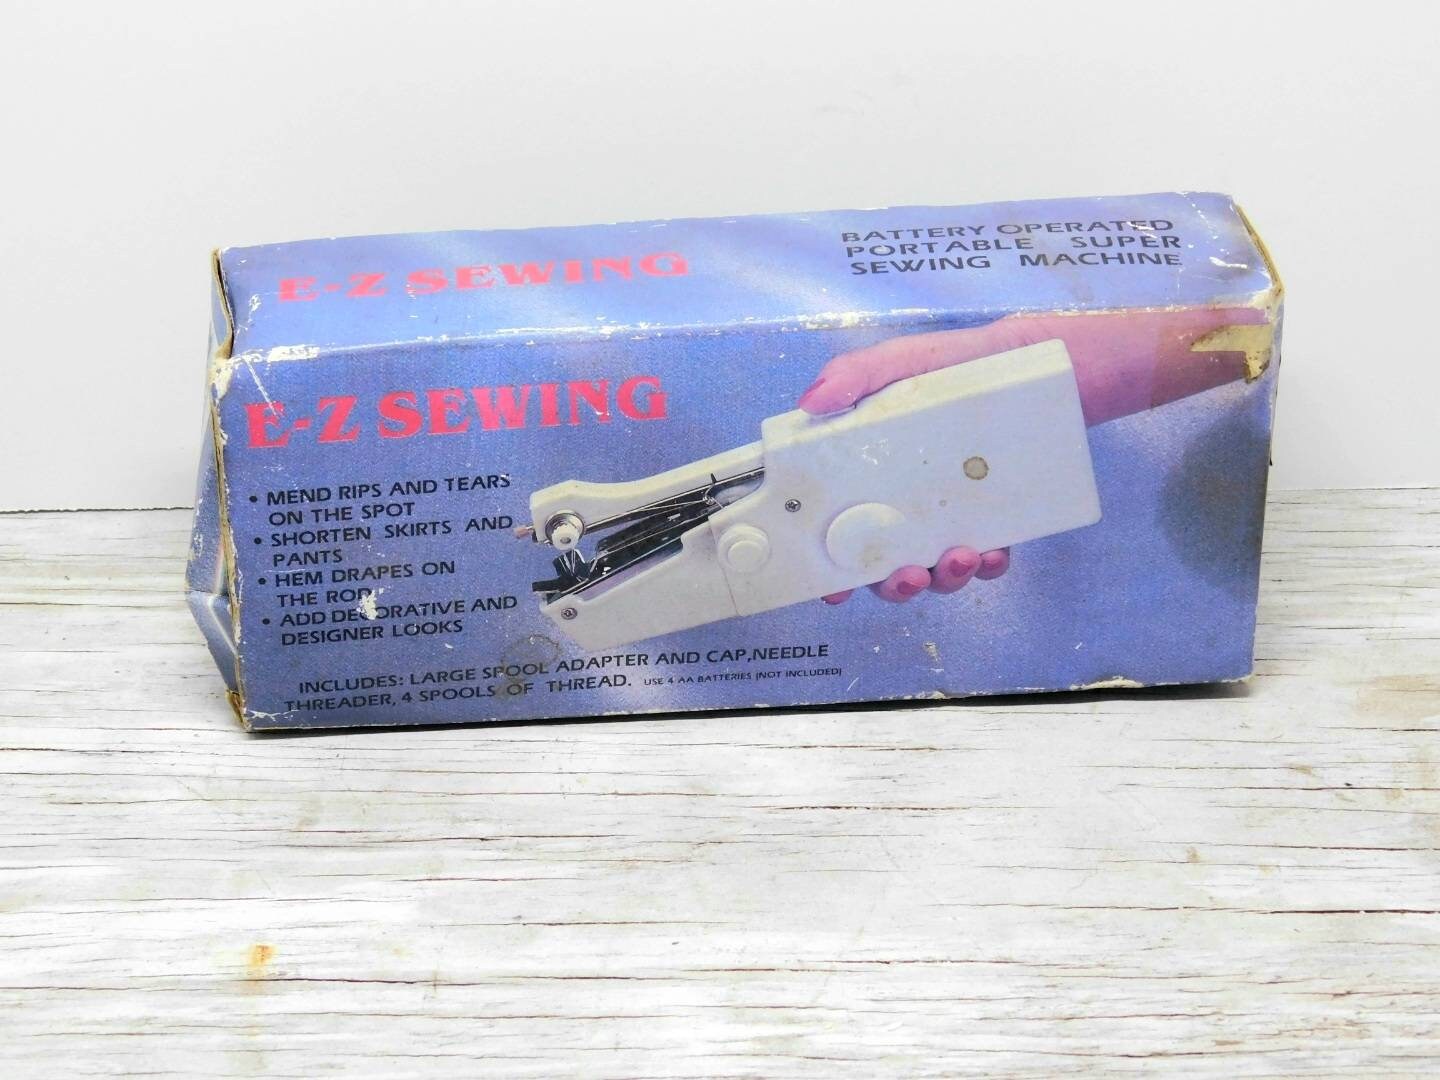 E-Z SEWING
BATTERY OPERATED
PORTABLE SUPER
SEWING MACHINE
E-Z SEWING
• MEND RIPS AND TEARS
ON THE SPOT
• SHORTEN SKIRTS AND
PANTS
• HEM DRAPES ON
THE ROD
• ADD DECORATIVE AND
DESIGNER LOOKS
INCLUDES: LARGE SPOOL ADAPTER AND CAP,NEEDLE
THREADER, 4 SPOOLS OF THREAD. USE 4 AA BATTERIES (NOT INCLUDED)